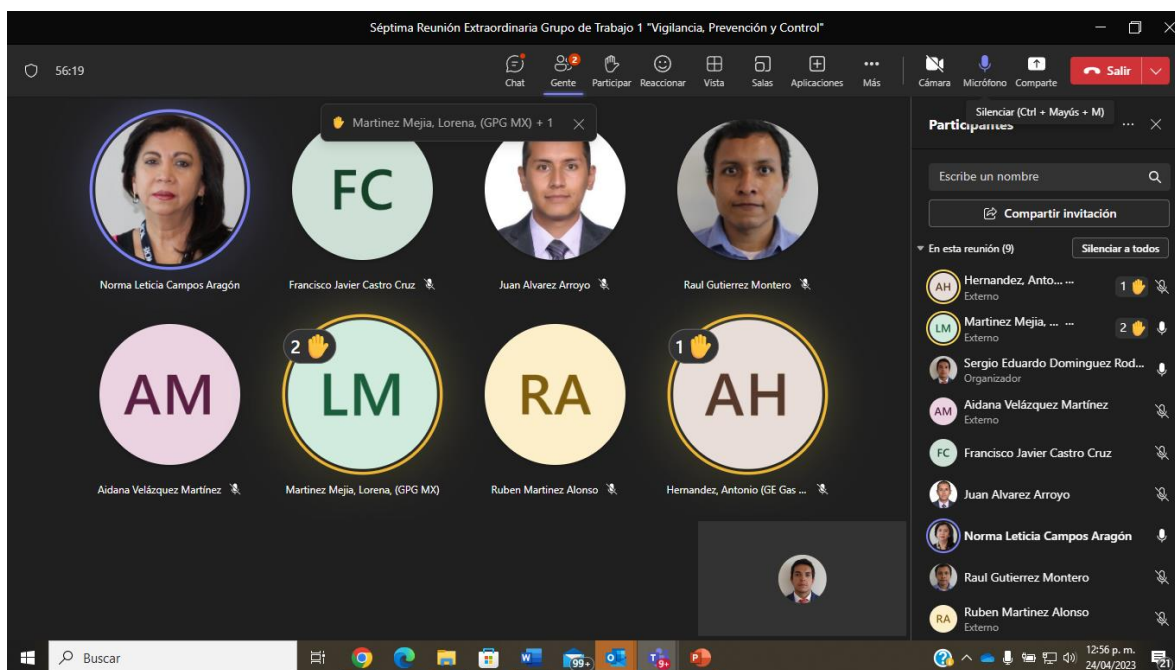 Séptima Reunión Extraordinaria Grupo de Trabajo 1 "Vigilancia, Prevención y Control"
56:19
Chat
2
Gente
Participar
Reaccionar
Vista
Salas
Aplicaciones
Más
Cámara
Micrófono
Comparte
Salir
Martinez Mejia, Lorena, (GPG MX) + 1
Silenciar (Ctrl + Mayús + M)
Participantes
Escribe un nombre
Compartir invitación
En esta reunión (9)
Silenciar a todos
FC
Norma Leticia Campos Aragón
Francisco Javier Castro Cruz
Juan Alvarez Arroyo
Raul Gutierrez Montero
AM
2
LM
RA
1
AH
Aidana Velázquez Martínez
Martinez Mejia, Lorena, (GPG MX)
Ruben Martinez Alonso
Hernandez, Antonio (GE Gas ...
AH
Hernandez, Anto... ...
Externo
1
LM
Martinez Mejia, ... ...
Externo
2
Sergio Eduardo Dominguez Rod...
Organizador
AM
Aidana Velázquez Martínez
Externo
FC
Francisco Javier Castro Cruz
Juan Alvarez Arroyo
Norma Leticia Campos Aragón
Raul Gutierrez Montero
RA
Ruben Martinez Alonso
Externo
Buscar
99+
9+
12:56 p. m.
24/04/2023
21